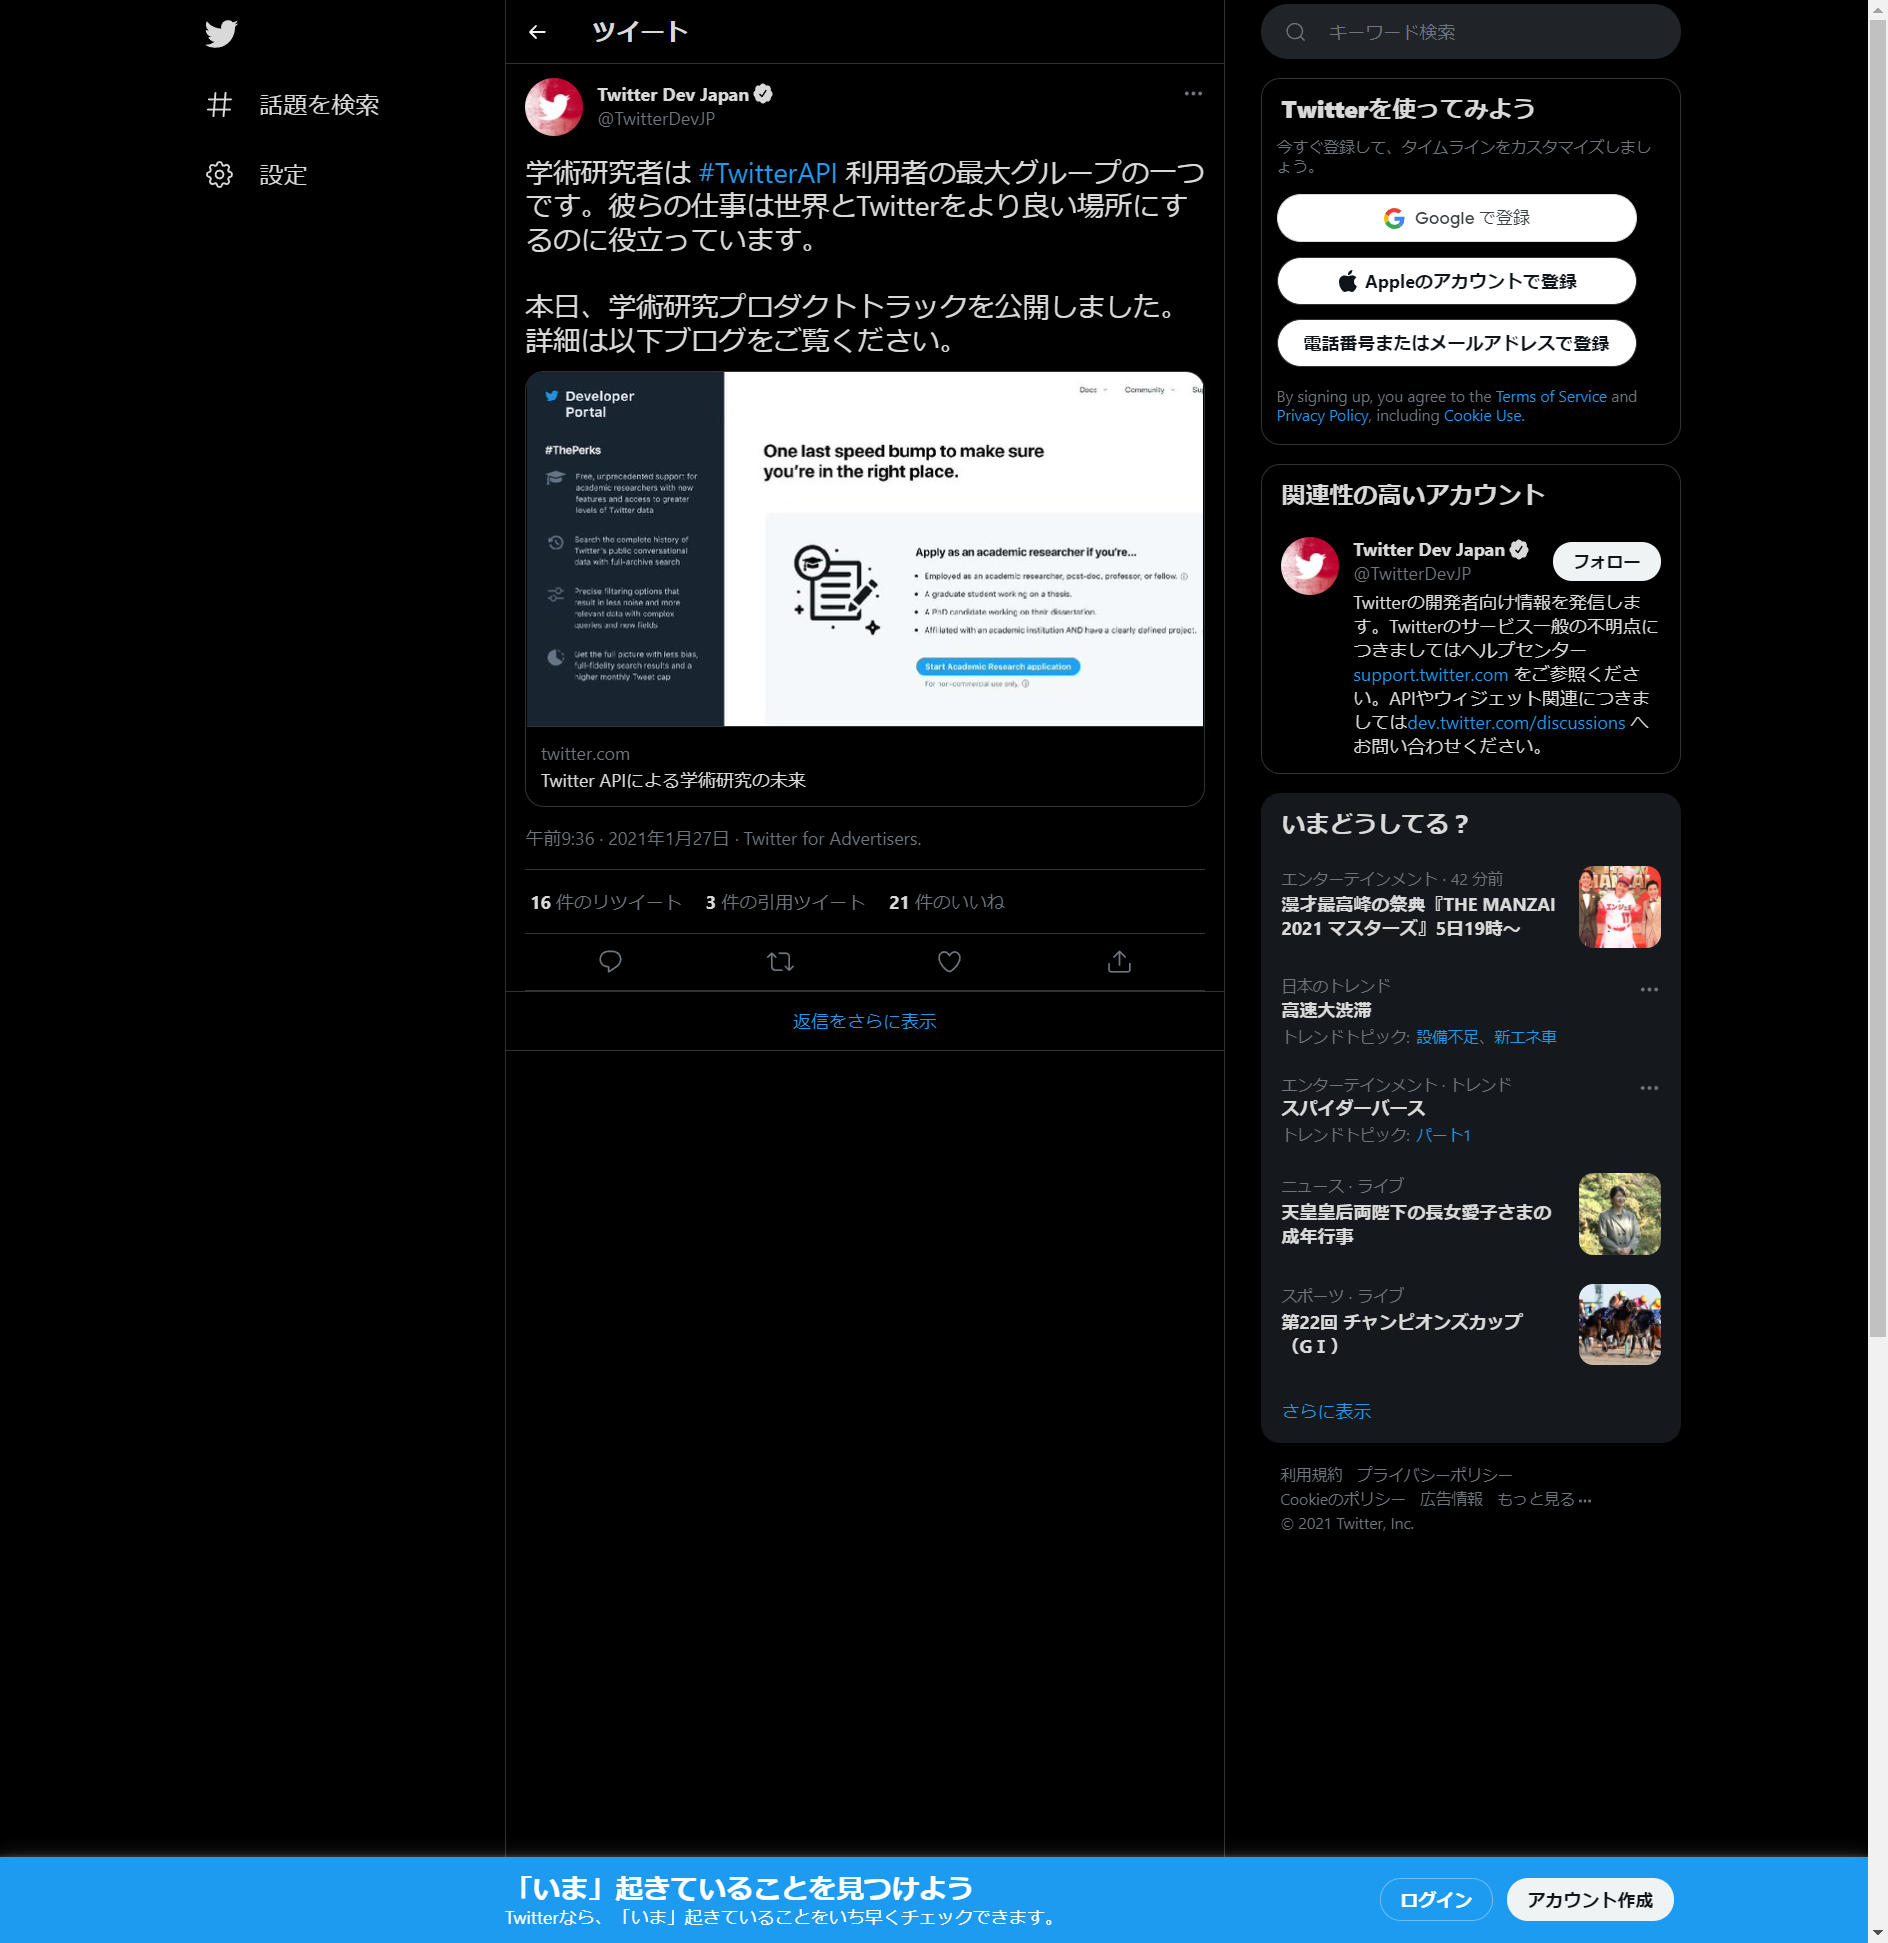 話題を検索
設定
ツイート
Twitter Dev Japan
@TwitterDevJP
学術研究者は #TwitterAPI 利用者の最大グループの一つ
です。彼らの仕事は世界とTwitterをより良い場所にす
るのに役立っています。
本日、学術研究プロダクトトラックを公開しました。
詳細は以下ブログをご覧ください。
Developer
Portal
#ThePerks
Free, unprecedented support for
academic researchers with new
features and access to greater
levels of Twitter data
Search the complete history of
Twitter's public conversational
data with full-archive search
Precise filtering options that
result in less noise and more
relevant data with complex
queries and new fields
Get the full picture with less bias,
full-fidelity search results and a
higher monthly Tweet cap
Docs
Community
Su
One last speed bump to make sure
you're in the right place.
Apply as an academic researcher if you're...
Employed as an academic researcher, post-doc, professor, or fellow.
A graduate student working on a thesis.
A PhD candidate working on their dissertation.
Affiliated with an academic institution AND have a clearly defined project.
Start Academic Research application
For non-commercial use only.
twitter.com
Twitter APIによる学術研究の未来
午前9:36 · 2021年1月27日 · Twitter for Advertisers.
16 件のリツイート 3 件の引用ツイート 21 件のいいね
返信をさらに表示
キーワード検索
Twitterを使ってみよう
今すぐ登録して、タイムラインをカスタマイズしまし
ょう。
Google で登録
Appleのアカウントで登録
電話番号またはメールアドレスで登録
By signing up, you agree to the Terms of Service and
Privacy Policy, including Cookie Use.
関連性の高いアカウント
Twitter Dev Japan
@TwitterDevJP
フォロー
Twitterの開発者向け情報を発信しま
す。Twitterのサービス一般の不明点に
つきましてはヘルプセンター
support.twitter.com をご参照くださ
い。APIやウィジェット関連につきま
してはdev.twitter.com/discussions へ
お問い合わせください。
いまどうしてる？
エンターテインメント · 42 分前
漫才最高峰の祭典『THE MANZAI
2021 マスターズ』5日19時～
日本のトレンド
高速大渋滞
トレンドトピック: 設備不足、新エネ車
エンターテインメント · トレンド
スパイダーバース
トレンドトピック: パート1
ニュース · ライブ
天皇皇后両陛下の長女愛子さまの
成年行事
スポーツ · ライブ
第22回 チャンピオンズカップ
（GⅠ）
さらに表示
利用規約 プライバシーポリシー
Cookieのポリシー 広告情報 もっと見る
© 2021 Twitter, Inc.
「いま」起きていることを見つけよう
Twitterなら、「いま」起きていることをいち早くチェックできます。
ログイン
アカウント作成